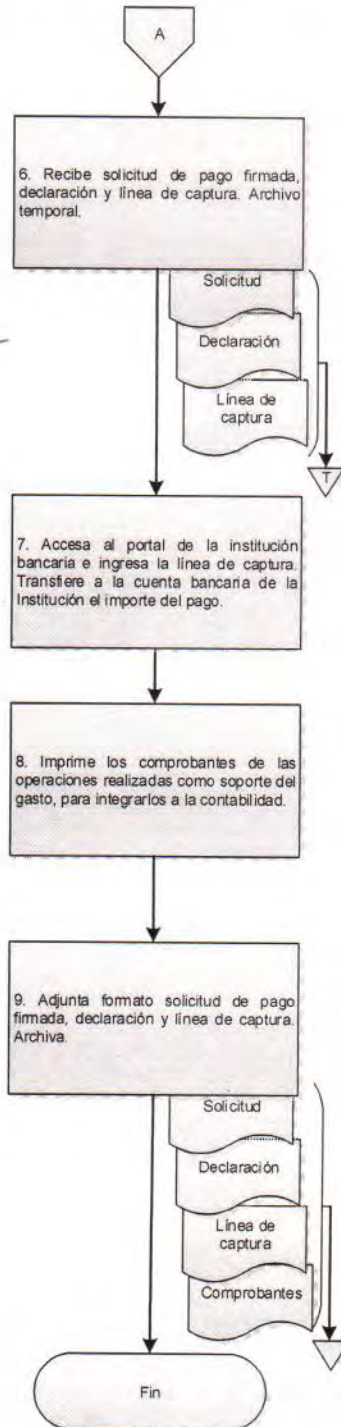 A
6. Recibe solicitud de pago firmada,
declaración y línea de captura. Archivo
temporal.
Solicitud
Declaración
Línea de
captura
T
7. Accesa al portal de la institución
bancaria e ingresa la línea de captura.
Transfiere a la cuenta bancaria de la
Institución el importe del pago.
8. Imprime los comprobantes de las
operaciones realizadas como soporte del
gasto, para integrarlos a la contabilidad.
9. Adjunta formato solicitud de pago
firmada, declaración y línea de captura.
Archiva.
Solicitud
Declaración
Línea de
captura
Comprobantes
Fin